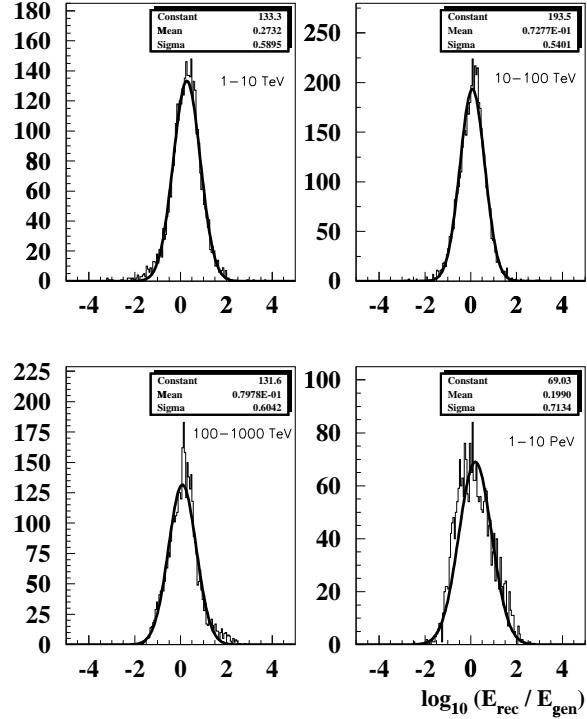 Constant 133.3
Mean 0.2732
Sigma 0.5895
1-10 TeV
180
160
140
120
100
80
60
40
20
0
-4 -2 0 2 4
Constant 193.5
Mean 0.7277E-01
Sigma 0.5401
10-100 TeV
250
200
150
100
50
0
-4 -2 0 2 4
Constant 131.6
Mean 0.7978E-01
Sigma 0.6042
100-1000 TeV
225
200
175
150
125
100
75
50
25
0
-4 -2 0 2 4
Constant 69.03
Mean 0.1990
Sigma 0.7134
1-10 PeV
100
80
60
40
20
0
-4 -2 0 2 4
log10 (Erec / Egen)